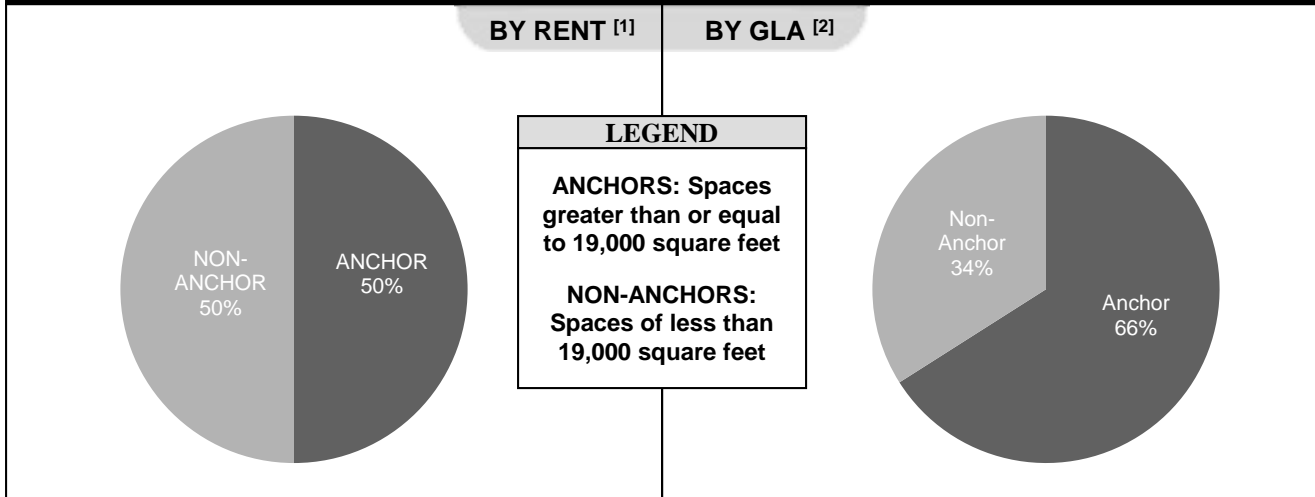 BY RENT [1]
BY GLA [2]
NON-
ANCHOR
50%
ANCHOR
50%
LEGEND
ANCHORS: Spaces
greater than or equal
to 19,000 square feet
NON-ANCHORS:
Spaces of less than
19,000 square feet
Non-
Anchor
34%
Anchor
66%